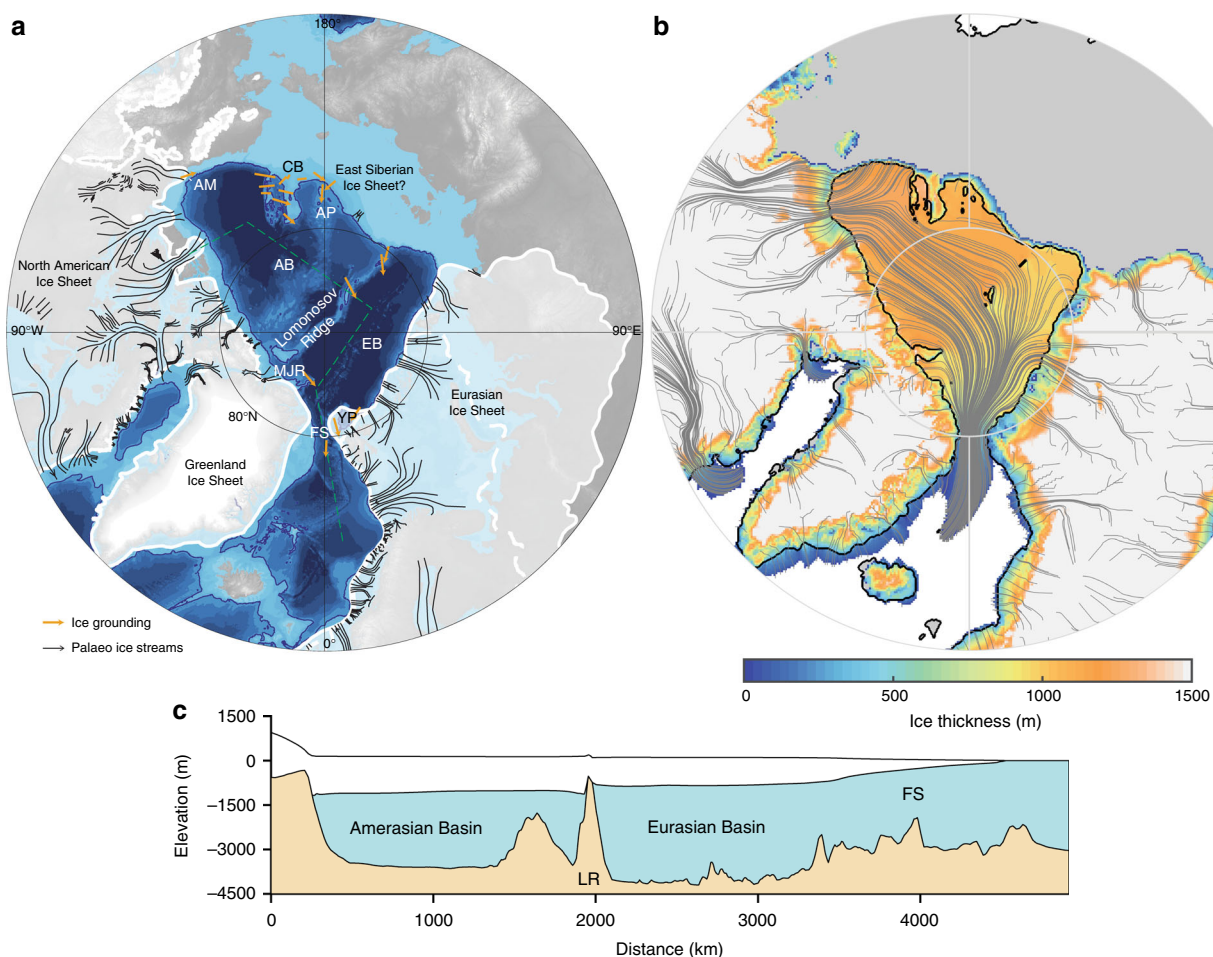 a
180°
CB
East Siberian
Ice Sheet?
AM
AP
North American
Ice Sheet
AB
Lomonosov
Ridge
90°W
90°E
EB
MJR
Eurasian
Ice Sheet
80°N
YP
FS
Greenland
Ice Sheet
Ice grounding
Palaeo ice streams
0°
b
0
500
1000
1500
Ice thickness (m)
c
1500
0
–1500
–3000
–4500
Elevation (m)
Amerasian Basin
Eurasian Basin
FS
LR
0
1000
2000
3000
4000
Distance (km)